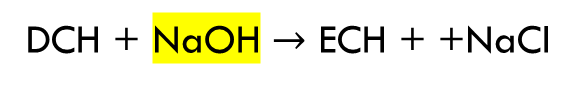 DCH + NaOH → ECH + +NaCl